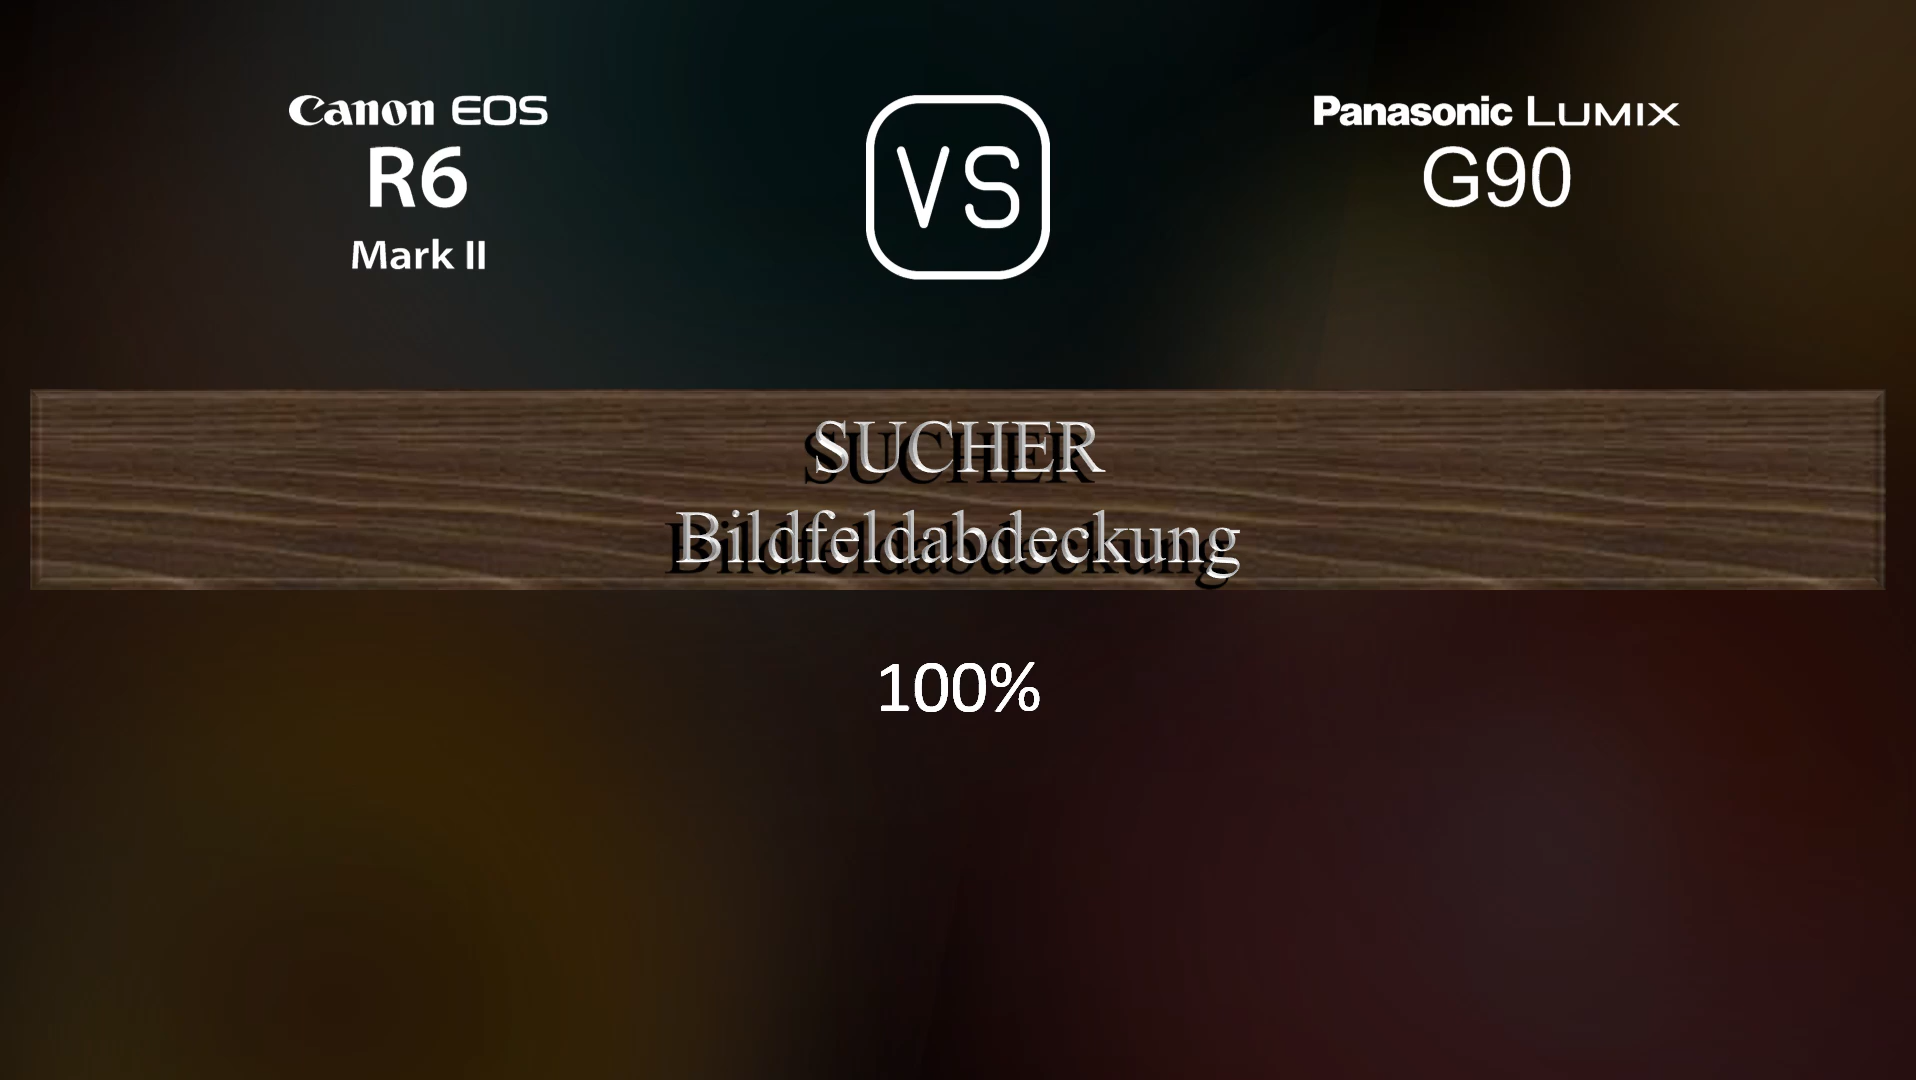 Canon EOS
R6
Mark II
VS
Panasonic LUMIX
G90
SUCHER
Bildfeldabdeckung
100%